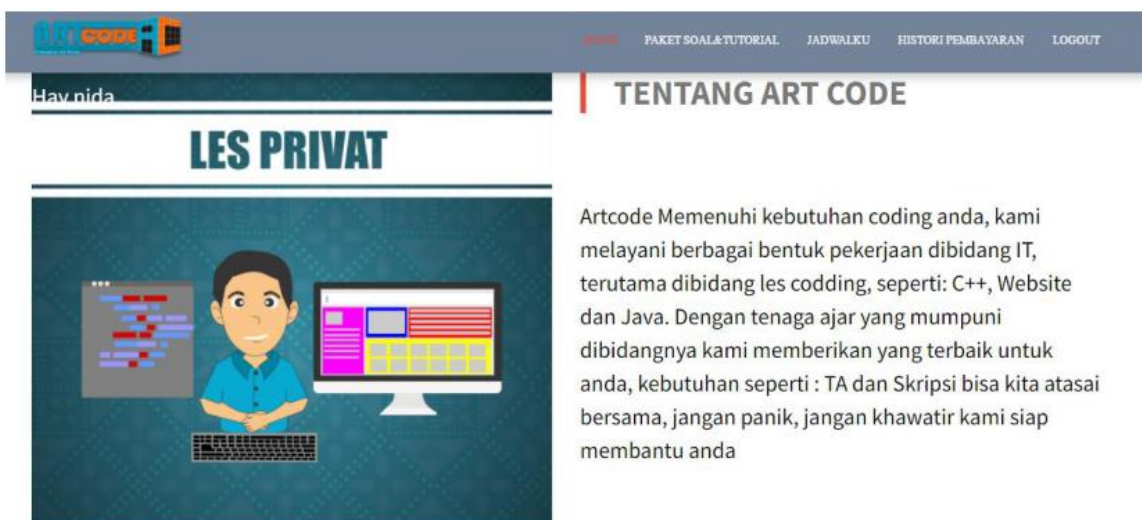 ART CODE
HOME PAKET SOAL&TUTORIAL JADWALKU HISTORI PEMBAYARAN LOGOUT
Hay nida
LES PRIVAT
TENTANG ART CODE
Artcode Memenuhi kebutuhan coding anda, kami
melayani berbagai bentuk pekerjaan dibidang IT,
terutama dibidang les codding, seperti: C++, Website
dan Java. Dengan tenaga ajar yang mumpuni
dibidangnya kami memberikan yang terbaik untuk
anda, kebutuhan seperti : TA dan Skripsi bisa kita atasai
bersama, jangan panik, jangan khawatir kami siap
membantu anda